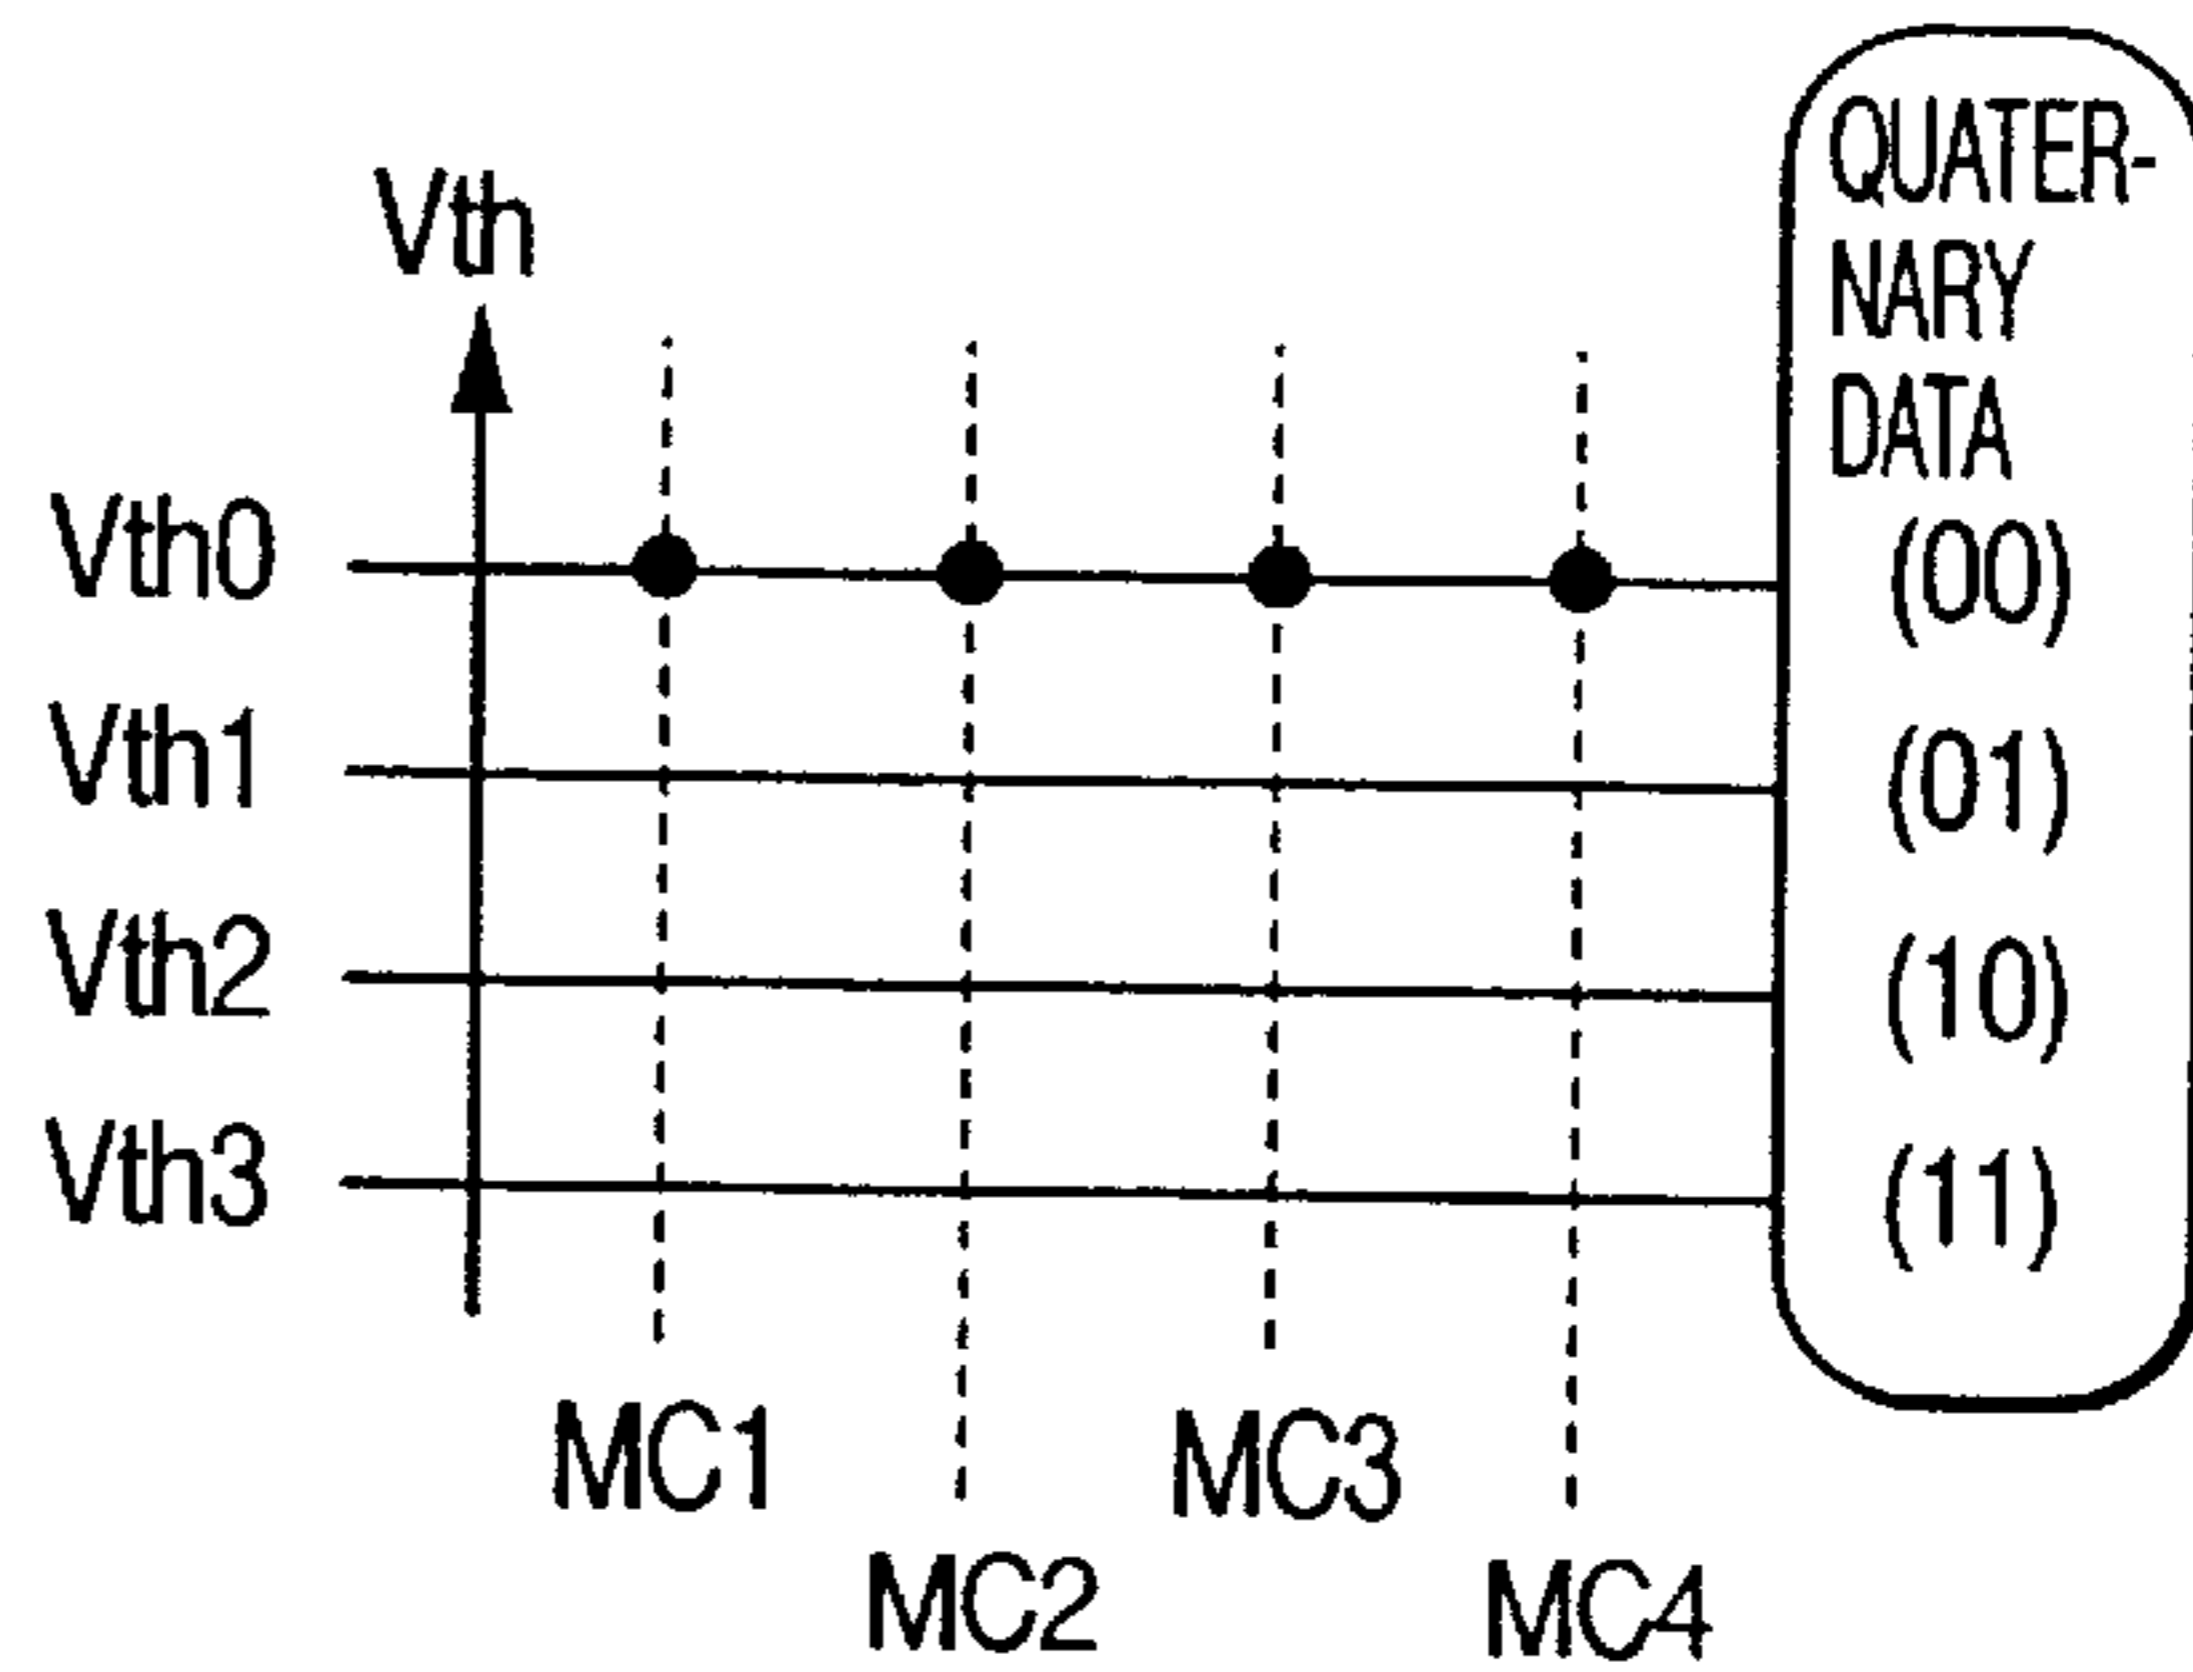 Vth
QUATER-
NARY
DATA
Vth0 (00)
Vth1 (01)
Vth2 (10)
Vth3 (11)
MC1 MC3
MC2 MC4